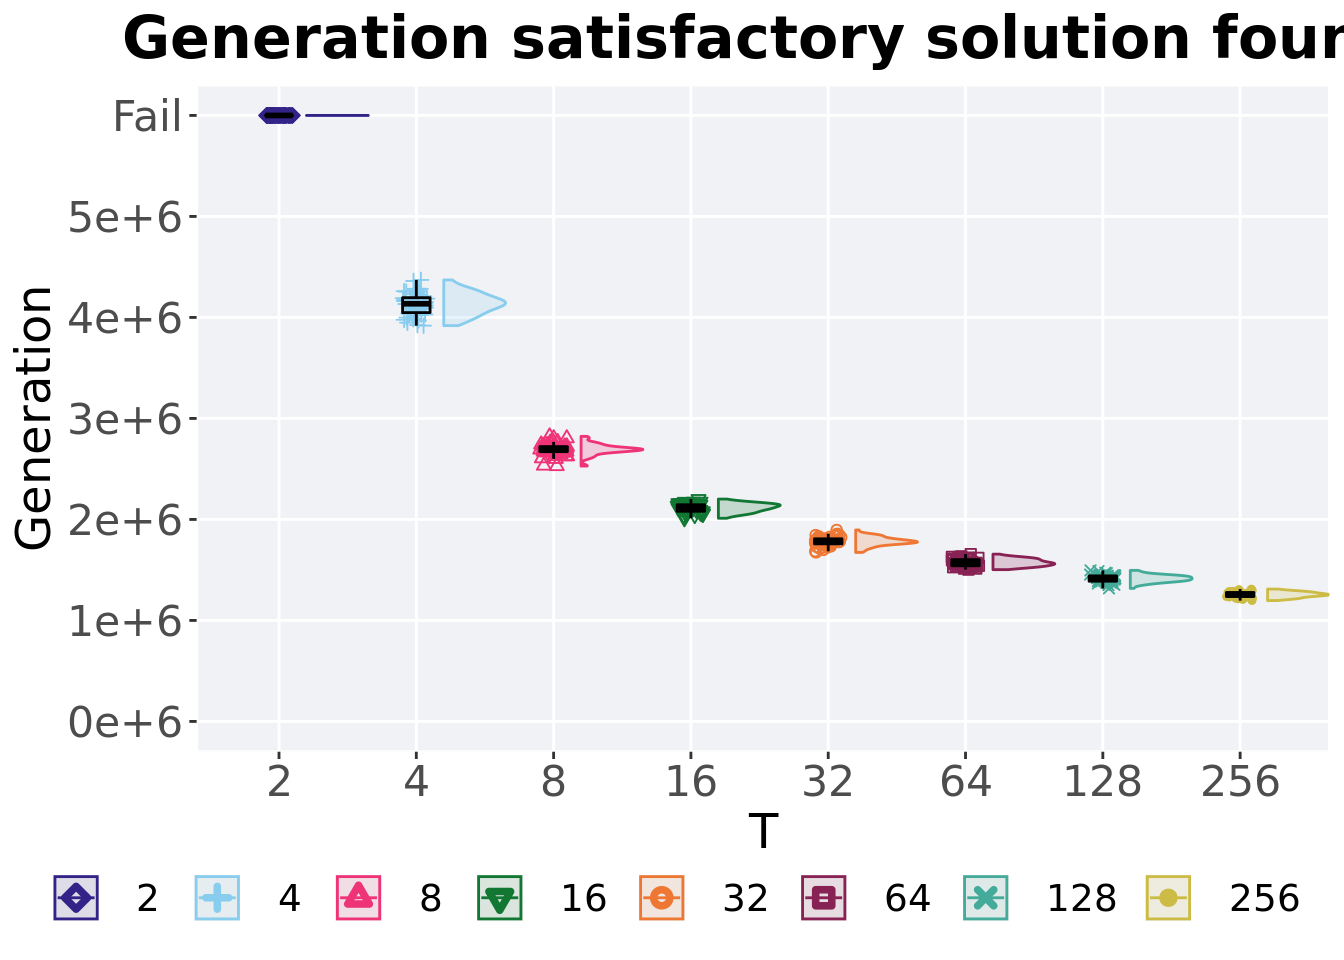 Generation satisfactory solution four
Fail
5e+6
4e+6
3e+6
2e+6
1e+6
0e+6
Generation
2 4 8 16 32 64 128 256
T
2 4 8 16 32 64 128 256